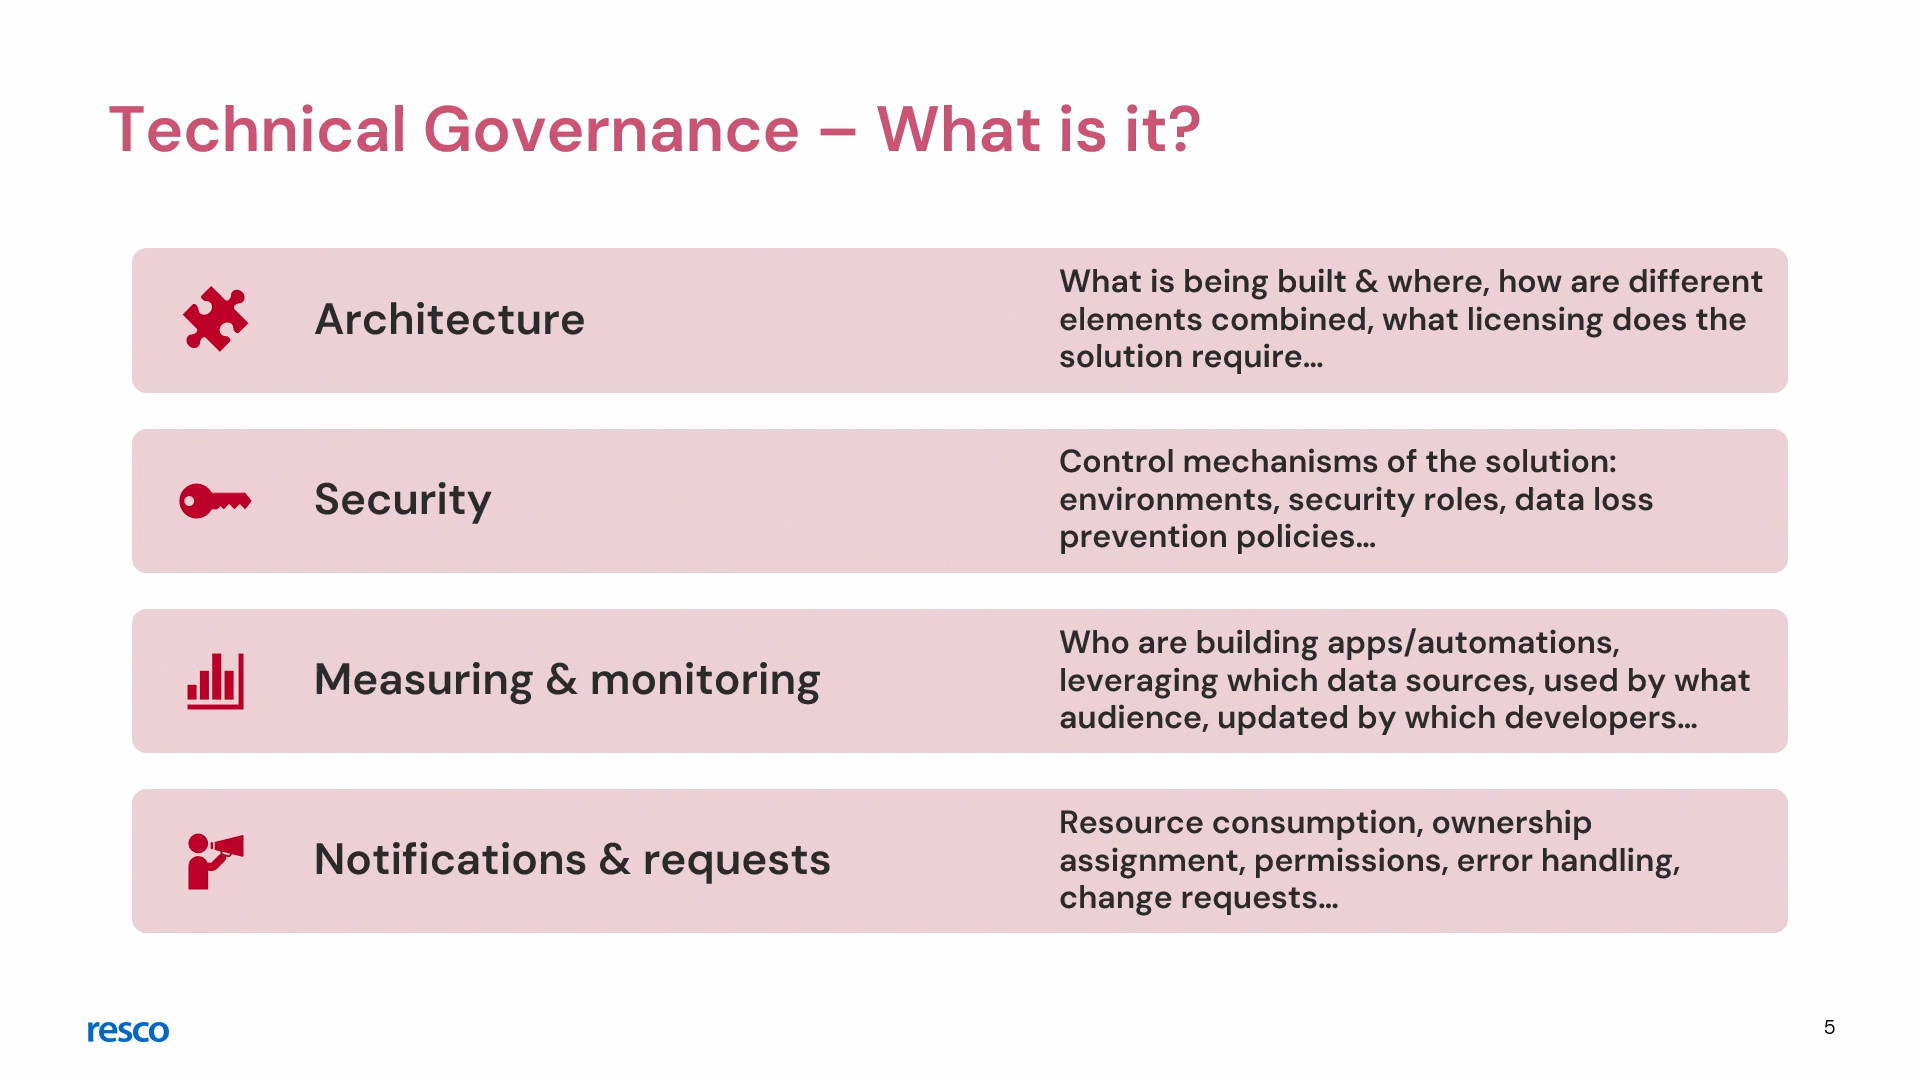 Technical Governance – What is it?
Architecture
What is being built & where, how are different
elements combined, what licensing does the
solution require…
Security
Control mechanisms of the solution:
environments, security roles, data loss
prevention policies…
Measuring & monitoring
Who are building apps/automations,
leveraging which data sources, used by what
audience, updated by which developers…
Notifications & requests
Resource consumption, ownership
assignment, permissions, error handling,
change requests…
resco
5